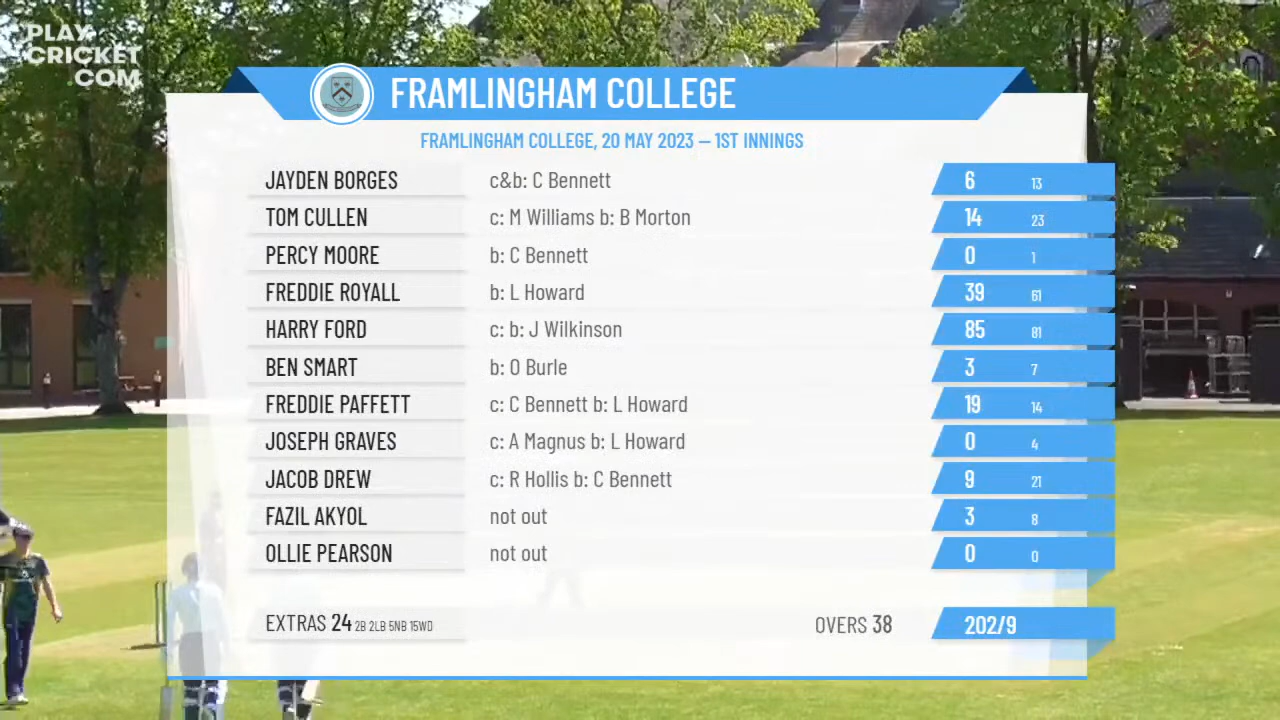 PLAY-
CRICKET
COM
FRAMLINGHAM COLLEGE
FRAMLINGHAM COLLEGE, 20 MAY 2023 – 1ST INNINGS
JAYDEN BORGES c&b: C Bennett 6 13
TOM CULLEN c: M Williams b: B Morton 14 23
PERCY MOORE b: C Bennett 0 1
FREDDIE ROYALL b: L Howard 39 61
HARRY FORD c: b: J Wilkinson 85 81
BEN SMART b: O Burle 3 7
FREDDIE PAFFETT c: C Bennett b: L Howard 19 14
JOSEPH GRAVES c: A Magnus b: L Howard 0 4
JACOB DREW c: R Hollis b: C Bennett 9 21
FAZIL AKYOL not out 3 8
OLLIE PEARSON not out 0 0
EXTRAS 24 2B 2LB 5NB 15WD OVERS 38 202/9